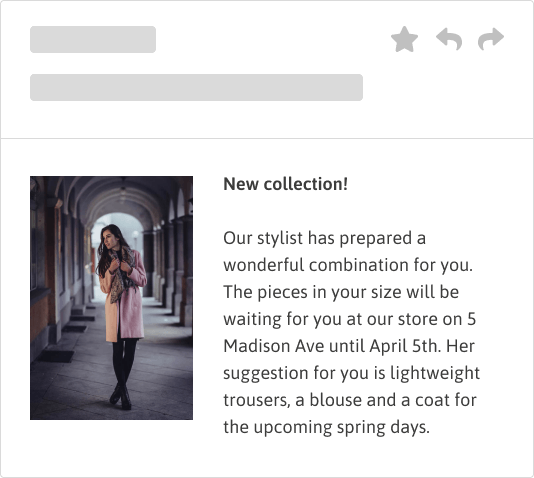 New collection!
Our stylist has prepared a
wonderful combination for you.
The pieces in your size will be
waiting for you at our store on 5
Madison Ave until April 5th. Her
suggestion for you is lightweight
trousers, a blouse and a coat for
the upcoming spring days.